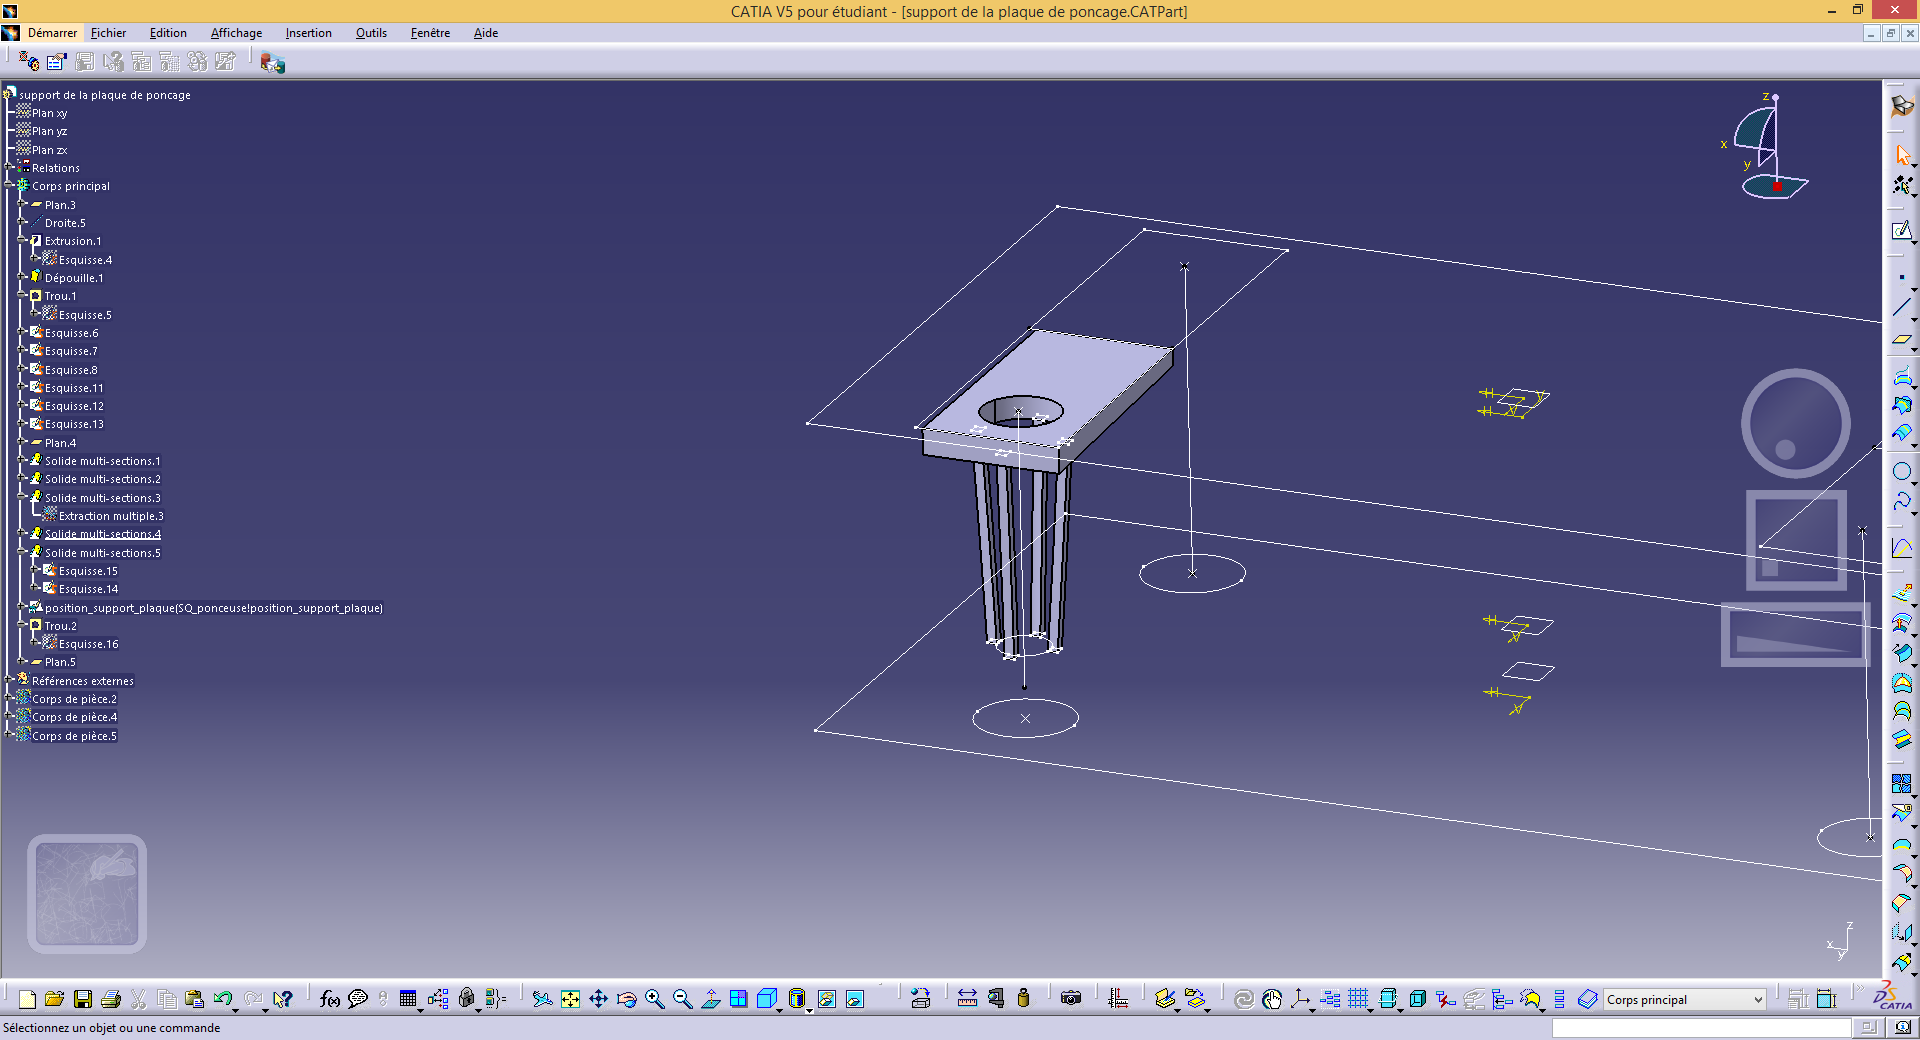 CATIA V5 pour étudiant - [support de la plaque de poncage.CATPart]
Démarrer Fichier Edition Affichage Insertion Outils Fenêtre Aide
support de la plaque de poncage
Plan xy
Plan yz
Plan zx
Relations
Corps principal
Plan.3
Droite.5
Extrusion.1
Esquisse.4
Dépouille.1
Trou.1
Esquisse.5
Esquisse.6
Esquisse.7
Esquisse.8
Esquisse.11
Esquisse.12
Esquisse.13
Plan.4
Solide multi-sections.1
Solide multi-sections.2
Solide multi-sections.3
Extraction multiple.3
Solide multi-sections.4
Solide multi-sections.5
Esquisse.15
Esquisse.14
position_support_plaque(SQ_ponceuse!position_support_plaque)
Trou.2
Esquisse.16
Plan.5
Références externes
Corps de pièce.2
Corps de pièce.4
Corps de pièce.5
z
x
y
H
V
H
V
H
V
H
V
z
x
y
f(x)
Corps principal
CATIA
Sélectionnez un objet ou une commande